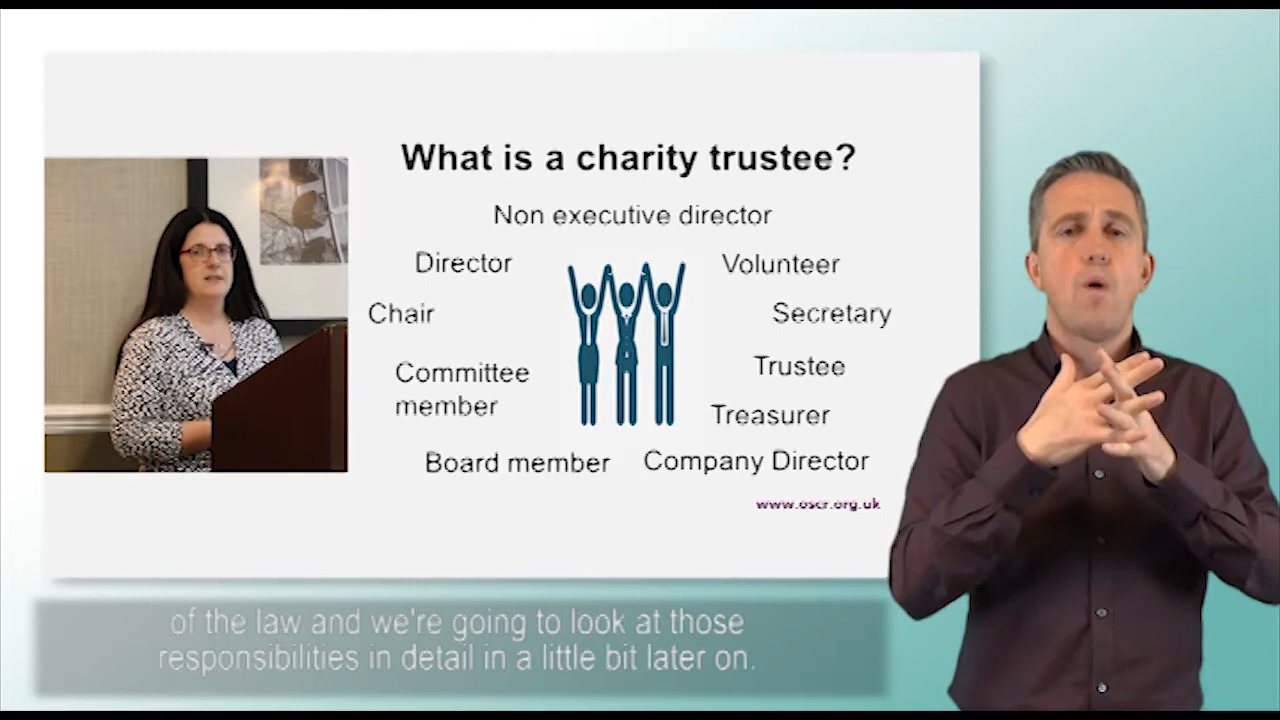 What is a charity trustee?
Non executive director
Director
Volunteer
Chair
Secretary
Committee
member
Trustee
Treasurer
Board member
Company Director
www.oscr.org.uk
of the law and we're going to look at those
responsibilities in detail in a little bit later on.